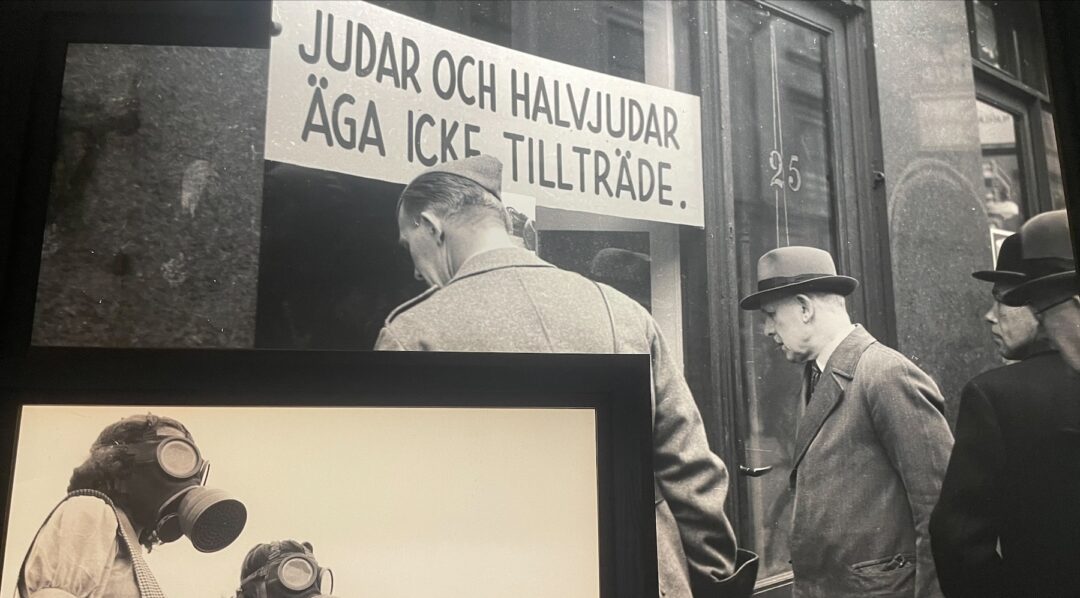 JUDAR OCH HALVJUDAR
ÄGA ICKE TILLTRÄDE.
25